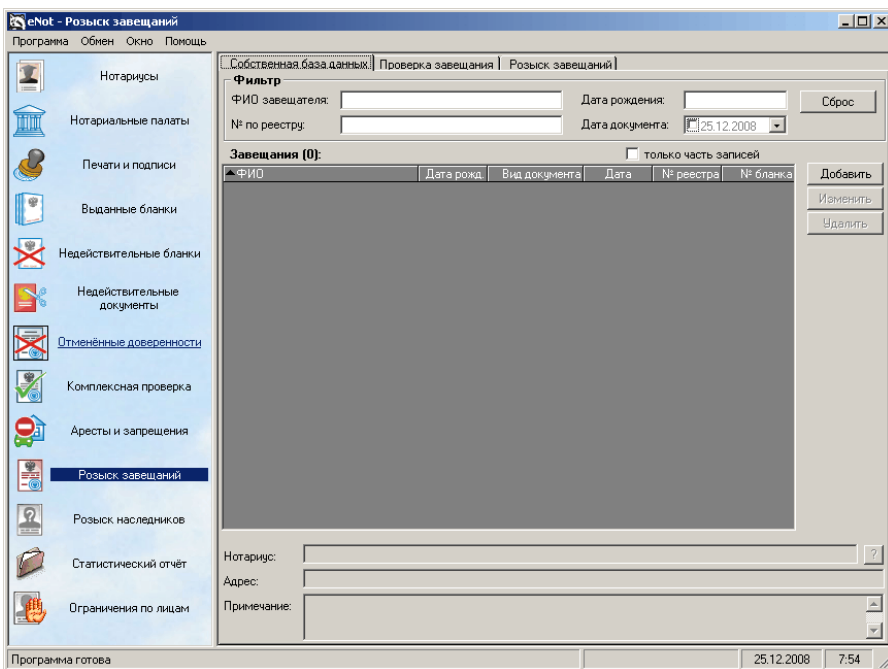 eNot - Розыск завещаний
Программа Обмен Окно Помощь
Нотариусы
Нотариальные палаты
Печати и подписи
Выданные бланки
Недействительные бланки
Недействительные
документы
Отменённые доверенности
Комплексная проверка
Аресты и запрещения
Розыск завещаний
Розыск наследников
Статистический отчёт
Ограничения по лицам
Собственная база данных Проверка завещания Розыск завещаний
Фильтр
ФИО завещателя: Дата рождения: Сброс
№ по реестру: Дата документа: 25.12.2008
Завещания (0): только часть записей
ФИО Дата рожд. Вид документа Дата № реестра № бланка
Добавить
Изменить
Удалить
Нотариус: ?
Адрес:
Примечание:
Программа готова 25.12.2008 7:54